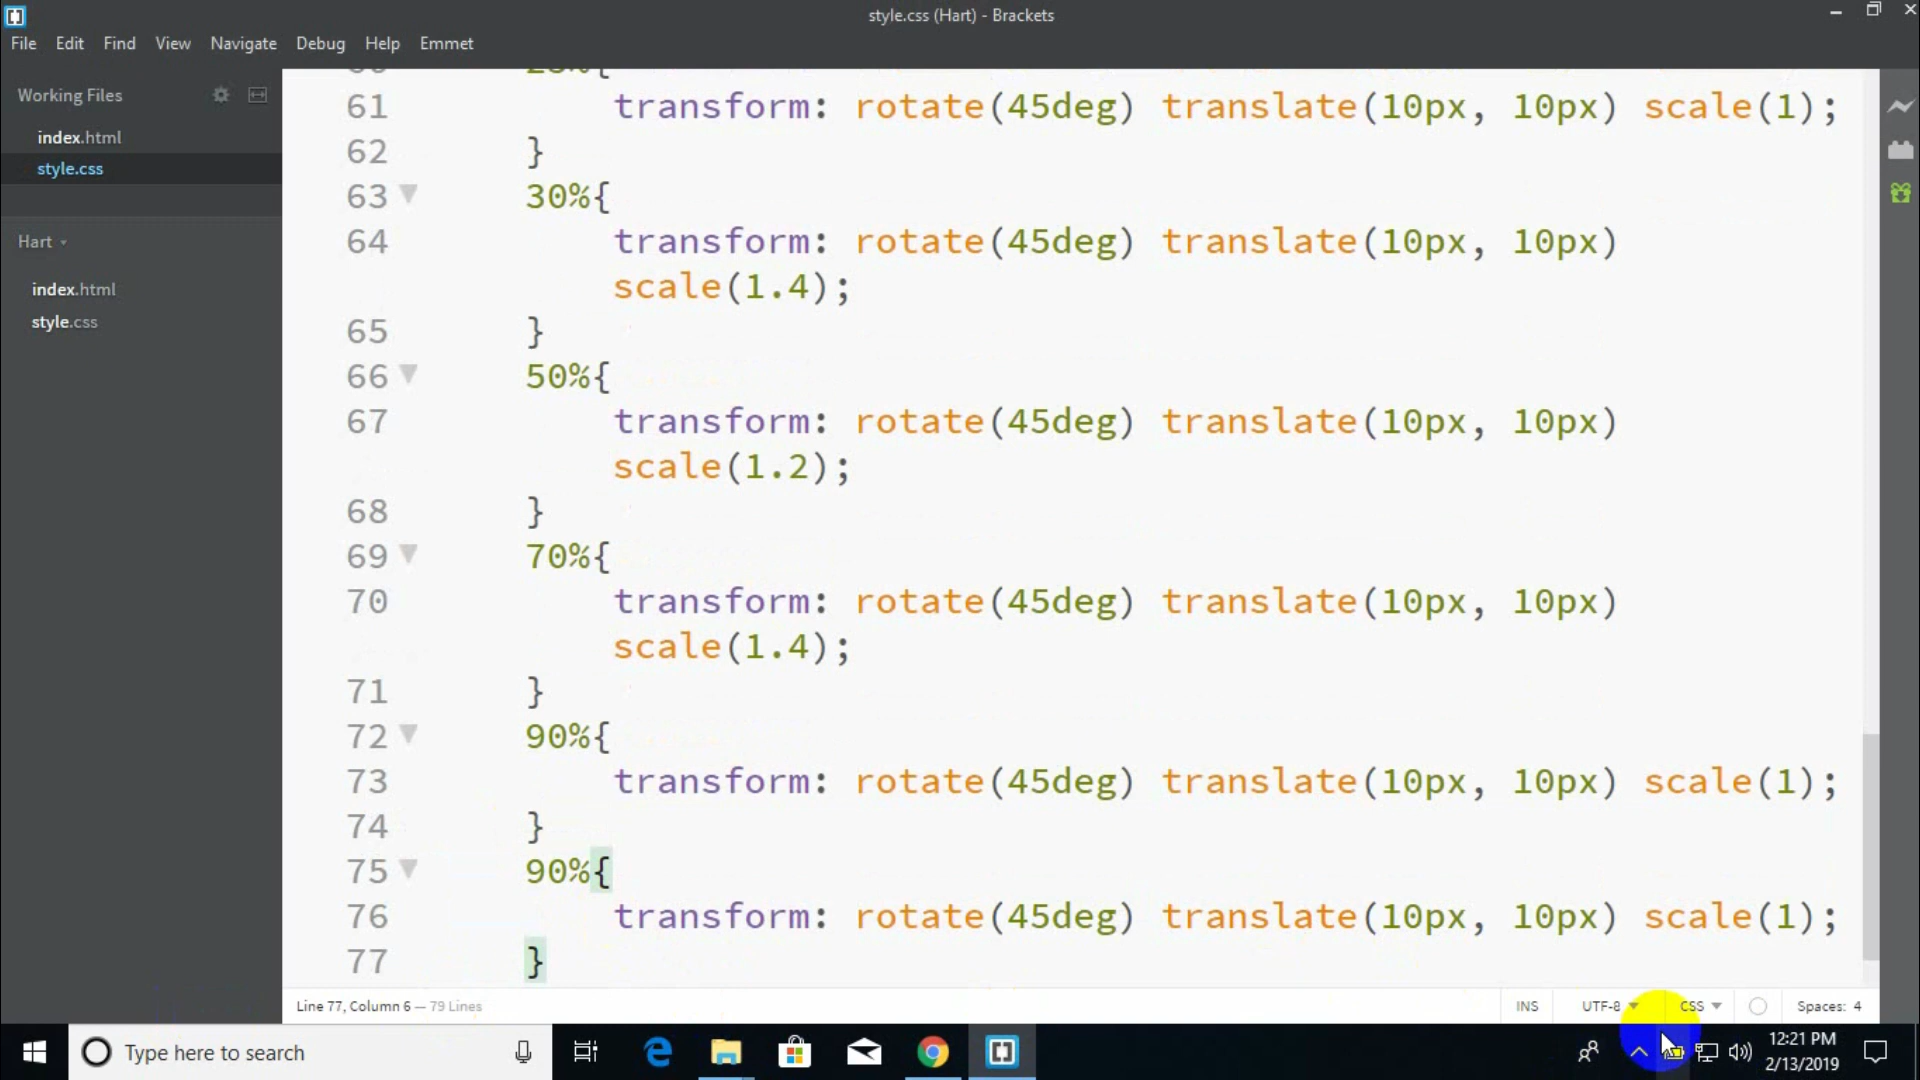 style.css (Hart) - Brackets
File Edit Find View Navigate Debug Help Emmet
Working Files
index.html
style.css
Hart
index.html
style.css
61 transform: rotate(45deg) translate(10px, 10px) scale(1);
62 }
63 30%{
64 transform: rotate(45deg) translate(10px, 10px)
scale(1.4);
65 }
66 50%{
67 transform: rotate(45deg) translate(10px, 10px)
scale(1.2);
68 }
69 70%{
70 transform: rotate(45deg) translate(10px, 10px)
scale(1.4);
71 }
72 90%{
73 transform: rotate(45deg) translate(10px, 10px) scale(1);
74 }
75 90%{
76 transform: rotate(45deg) translate(10px, 10px) scale(1);
77 }
Line 77, Column 6 — 79 Lines INS UTF-8 CSS Spaces: 4
Type here to search
12:21 PM
2/13/2019